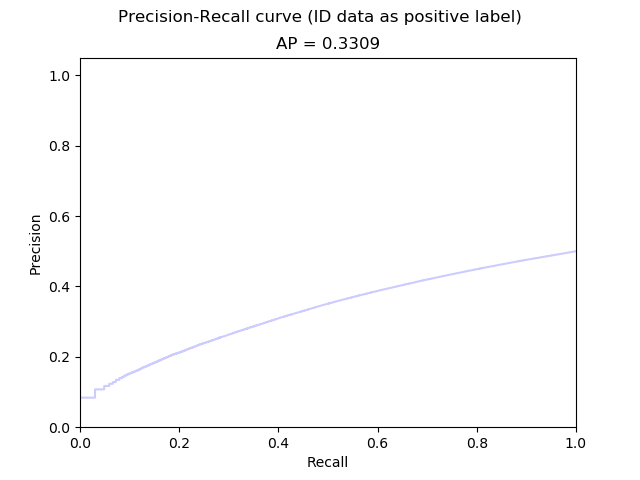 Precision-Recall curve (ID data as positive label)
AP = 0.3309
1.0
0.8
0.6
0.4
0.2
0.0
Precision
0.0 0.2 0.4 0.6 0.8 1.0
Recall